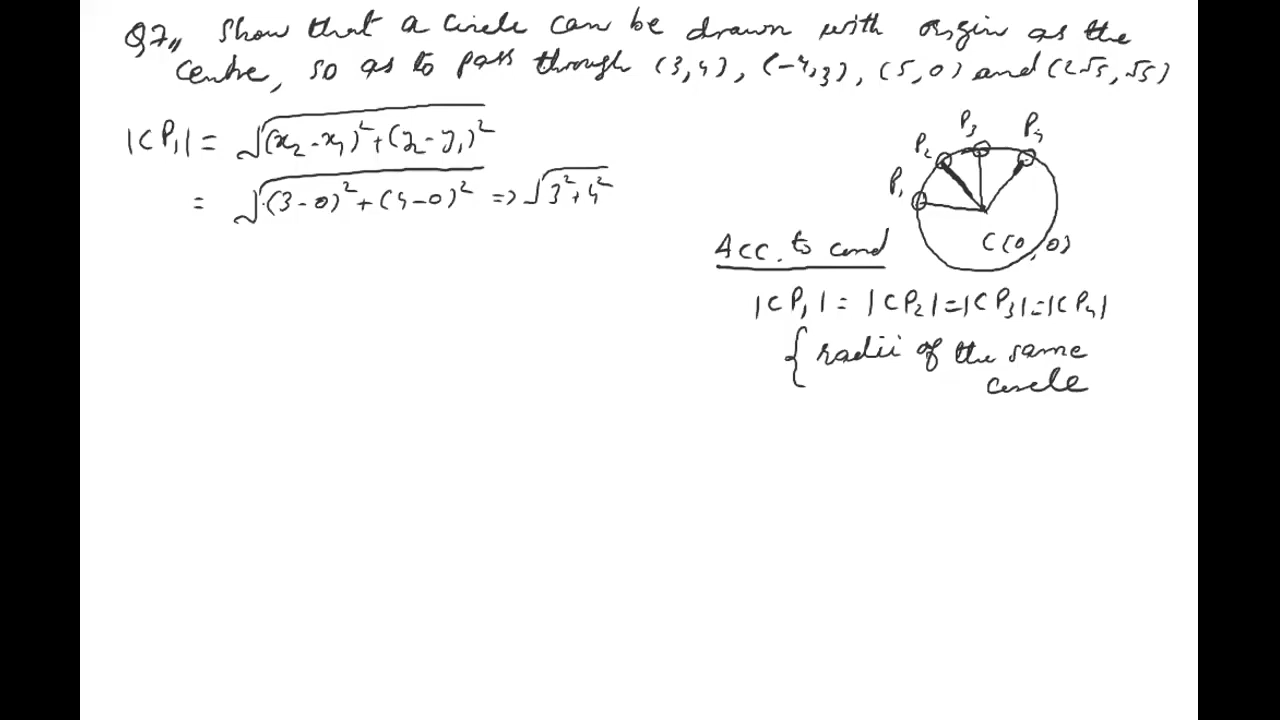 Q7,, Show that a circle can be drawn with origin as the
centre, so as to pass through (3,4), (-4,3), (5,0) and (2√5, √5)
|CP₁| = √(x₂-x₁)²+(y₂-y₁)²
= √(3-0)²+(4-0)² => √3²+4²
P₁ P₂ P₃ P₄
C(0,0)
Acc. to cond
|CP₁| = |CP₂|=|CP₃|=|CP₄|
{ radii of the same
circle